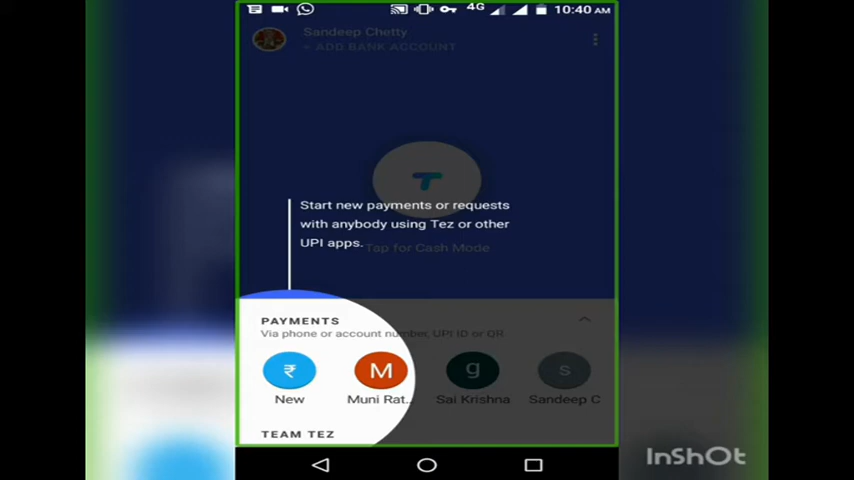 4G 10:40 AM
Sandeep Chetty
+ ADD BANK ACCOUNT
T
Start new payments or requests
with anybody using Tez or other
UPI apps.
Tap for Cash Mode
PAYMENTS
Via phone or account number, UPI ID or QR
₹ M g s
New Muni Rat.. Sai Krishna Sandeep C
TEAM TEZ
InShOt